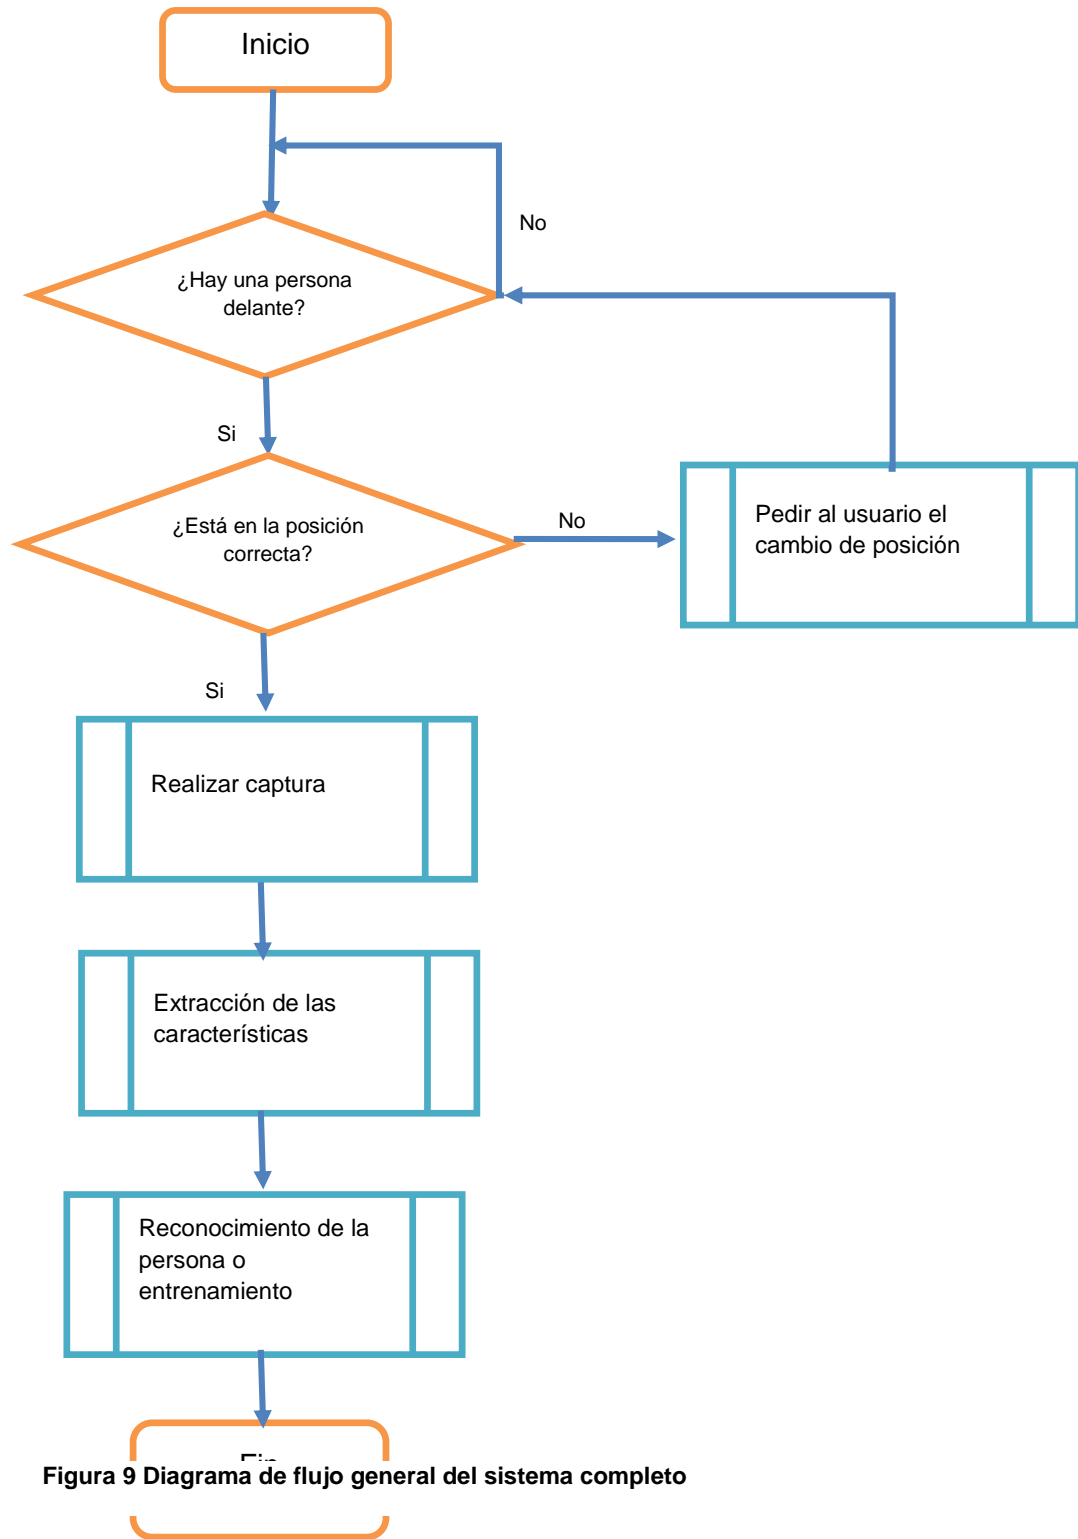 Inicio
No
¿Hay una persona
delante?
Si
¿Está en la posición
correcta?
No
Pedir al usuario el
cambio de posición
Si
Realizar captura
Extracción de las
características
Reconocimiento de la
persona o
entrenamiento
Figura 9 Diagrama de flujo general del sistema completo